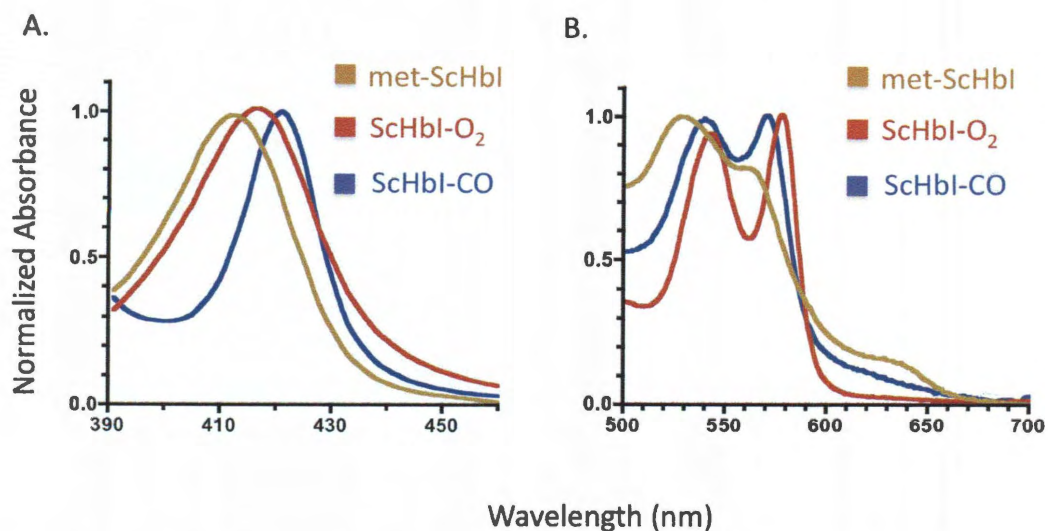 A.
met-ScHbI
ScHbI-O₂
ScHbI-CO
1.0
0.5
0.0
390 410 430 450
Normalized Absorbance
B.
met-ScHbI
ScHbI-O₂
ScHbI-CO
1.0
0.5
0.0
500 550 600 650 700
Wavelength (nm)